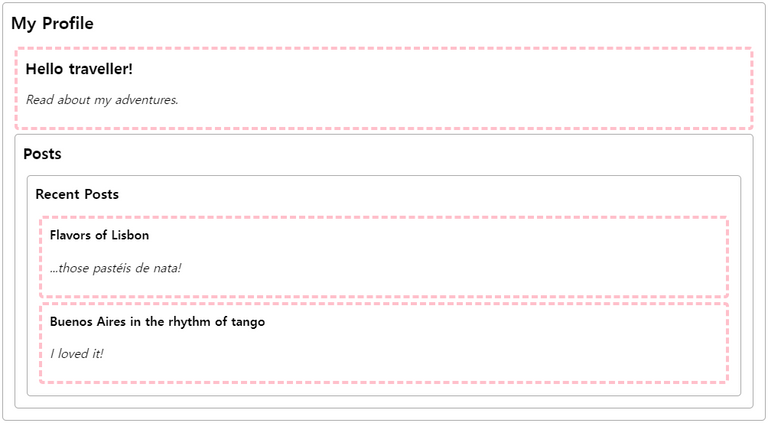 My Profile
Hello traveller!
Read about my adventures.
Posts
Recent Posts
Flavors of Lisbon
...those pastéis de nata!
Buenos Aires in the rhythm of tango
I loved it!